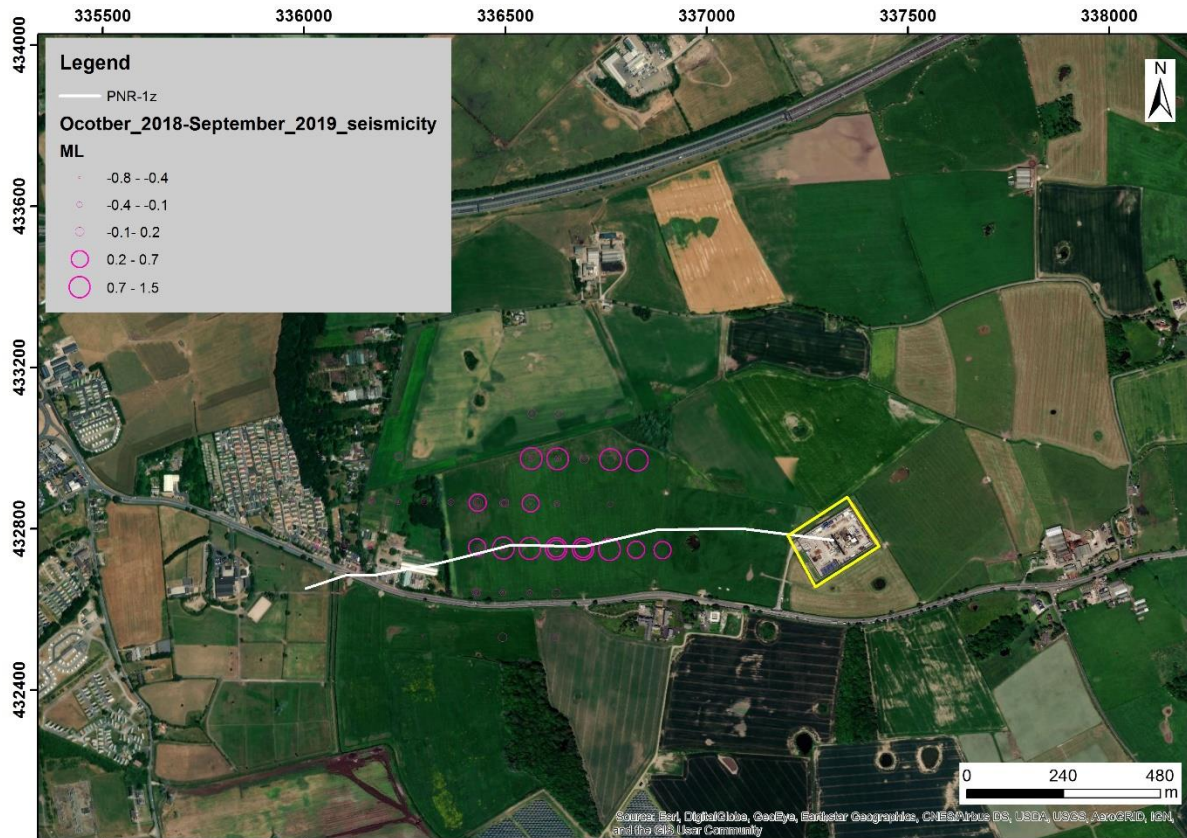 335500 336000 336500 337000 337500 338000
434000
433600
433200
432800
432400
Legend
PNR-1z
Ocotber_2018-September_2019_seismicity
ML
-0.8 - -0.4
-0.4 - -0.1
-0.1- 0.2
0.2 - 0.7
0.7 - 1.5
N
0 240 480
m
Source: Esri, DigitalGlobe, GeoEye, Earthstar Geographics, CNES/Airbus DS, USDA, USGS, AeroGRID, IGN,
and the GIS User Community